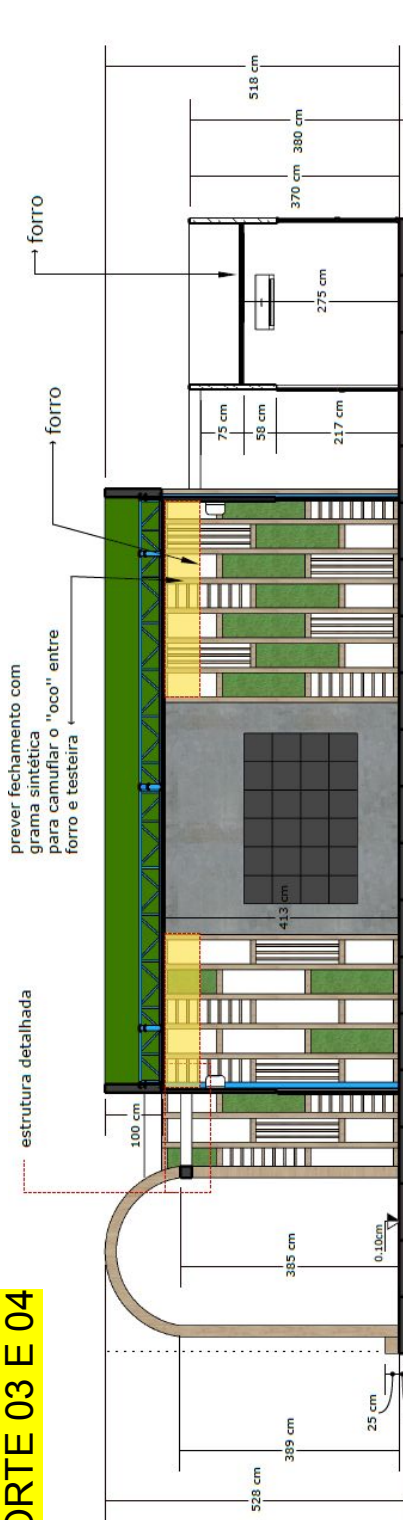 ORTE 03 E 04
estrutura detalhada
prever fechamento com
grama sintética
para camuflar o "oco" entre
forro e testeira
forro
forro
528 cm
389 cm
25 cm
385 cm
0.10cm
100 cm
413 cm
75 cm
58 cm
217 cm
275 cm
370 cm
380 cm
518 cm